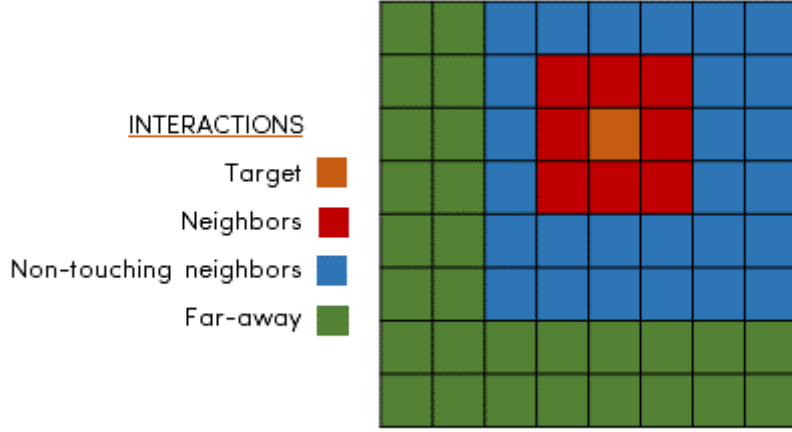 INTERACTIONS
Target
Neighbors
Non-touching neighbors
Far-away